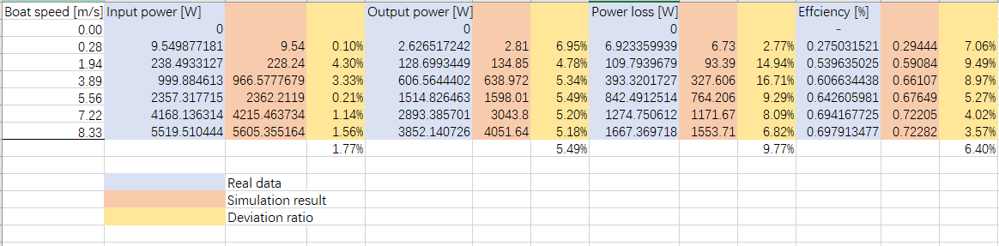 Boat speed [m/s] Input power [W] Output power [W] Power loss [W] Effciency [%]
0.00 0 0 0 -
0.28 9.549877181 9.54 0.10% 2.626517242 2.81 6.95% 6.923359939 6.73 2.77% 0.275031521 0.29444 7.06%
1.94 238.4933127 228.24 4.30% 128.6993449 134.85 4.78% 109.7939679 93.39 14.94% 0.539635025 0.59084 9.49%
3.89 999.884613 966.5777679 3.33% 606.5644402 638.972 5.34% 393.3201727 327.606 16.71% 0.606634438 0.66107 8.97%
5.56 2357.317715 2362.2119 0.21% 1514.826463 1598.01 5.49% 842.4912514 764.206 9.29% 0.642605981 0.67649 5.27%
7.22 4168.136314 4215.463734 1.14% 2893.385701 3043.8 5.20% 1274.750612 1171.67 8.09% 0.694167725 0.72205 4.02%
8.33 5519.510444 5605.355164 1.56% 3852.140726 4051.64 5.18% 1667.369718 1553.71 6.82% 0.697913477 0.72282 3.57%
1.77% 5.49% 9.77% 6.40%
Real data
Simulation result
Deviation ratio